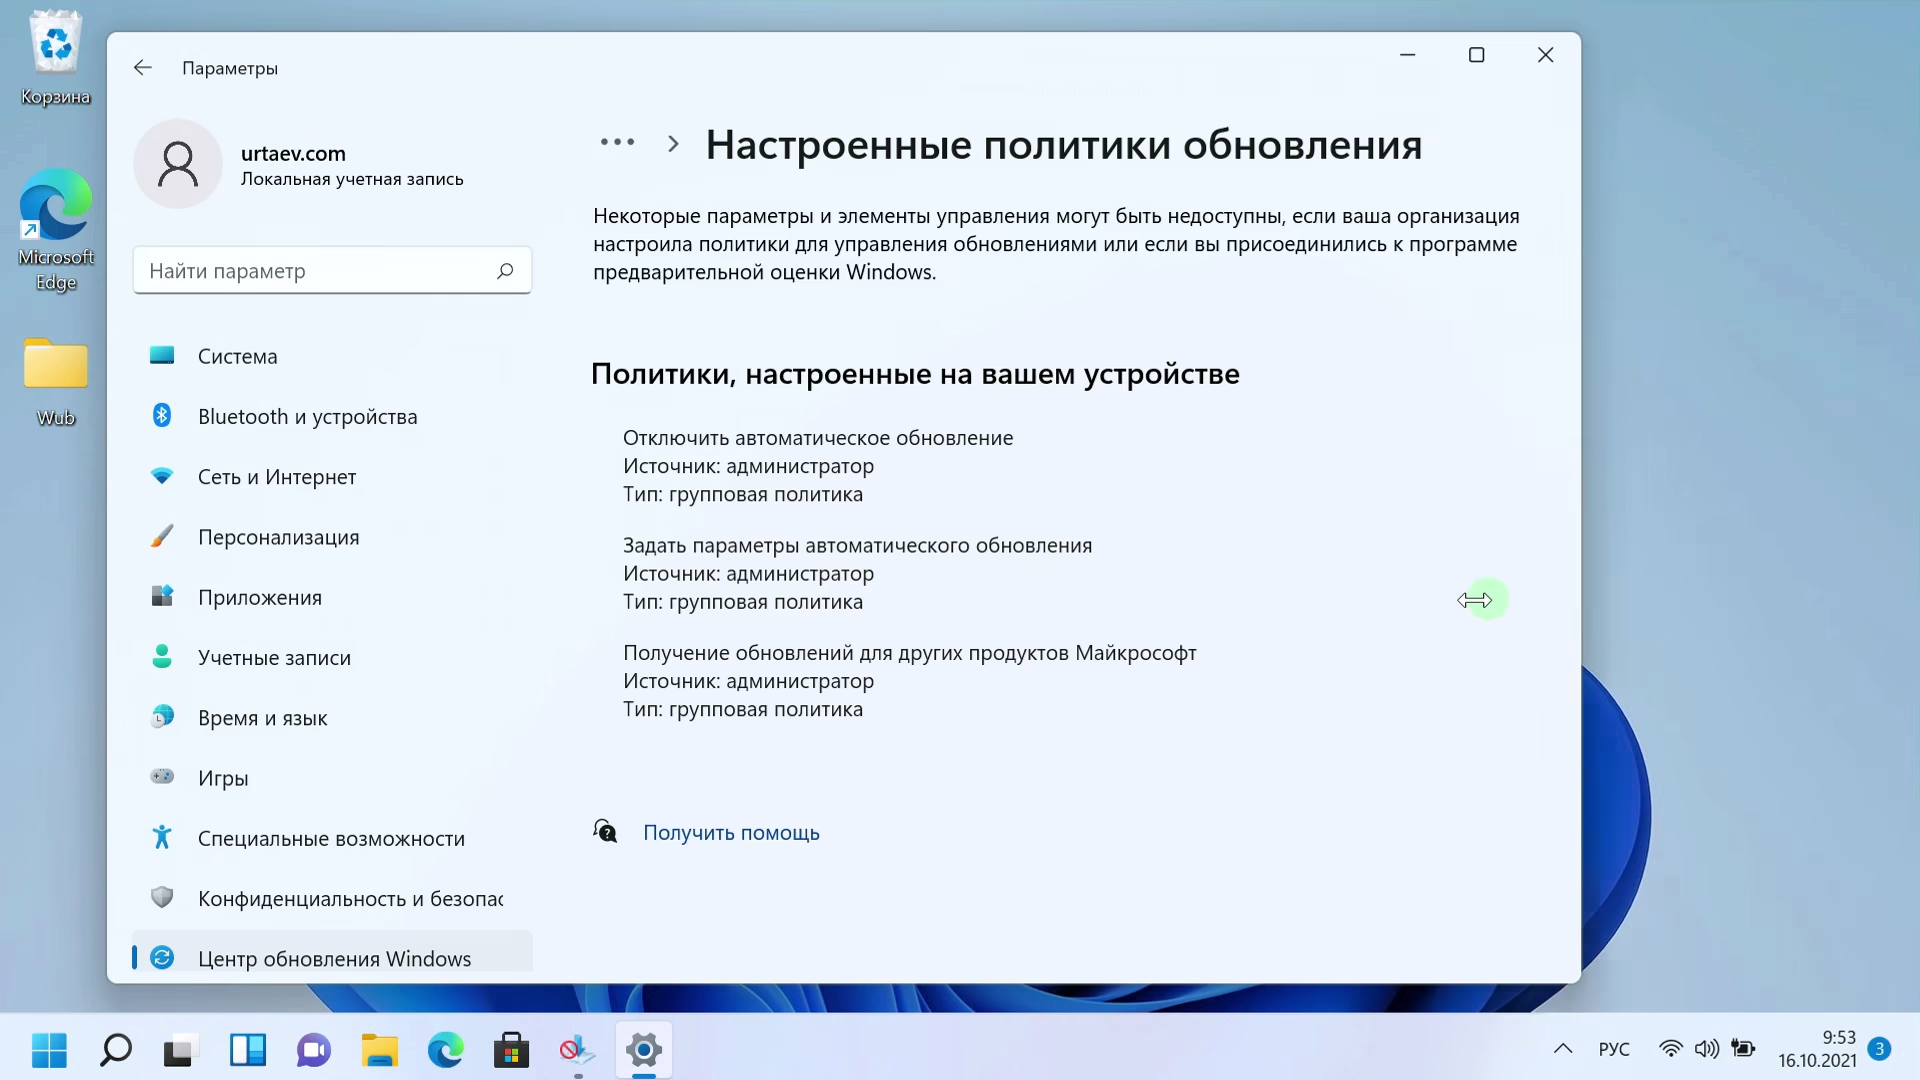 Корзина
Microsoft
Edge
Wub
Параметры
urtaev.com
Локальная учетная запись
Найти параметр
Система
Bluetooth и устройства
Сеть и Интернет
Персонализация
Приложения
Учетные записи
Время и язык
Игры
Специальные возможности
Конфиденциальность и безопас
Центр обновления Windows
Настроенные политики обновления
Некоторые параметры и элементы управления могут быть недоступны, если ваша организация
настроила политики для управления обновлениями или если вы присоединились к программе
предварительной оценки Windows.
Политики, настроенные на вашем устройстве
Отключить автоматическое обновление
Источник: администратор
Тип: групповая политика
Задать параметры автоматического обновления
Источник: администратор
Тип: групповая политика
Получение обновлений для других продуктов Майкрософт
Источник: администратор
Тип: групповая политика
Получить помощь
РУС
9:53
16.10.2021
3